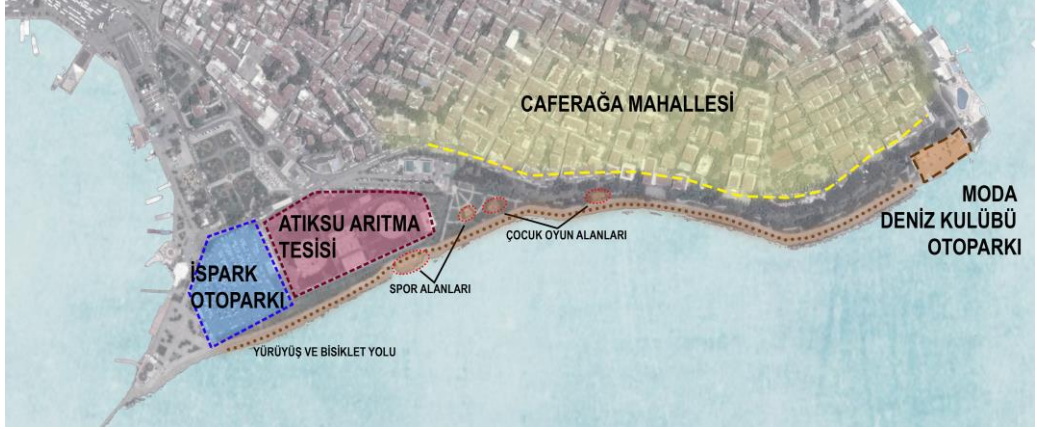 CAFERAĞA MAHALLESİ
MODA
DENİZ KULÜBÜ
OTOPARKI
ATIKSU ARITMA
TESİSİ
ÇOCUK OYUN ALANLARI
İSPARK
OTOPARKI
SPOR ALANLARI
YÜRÜYÜŞ VE BİSİKLET YOLU